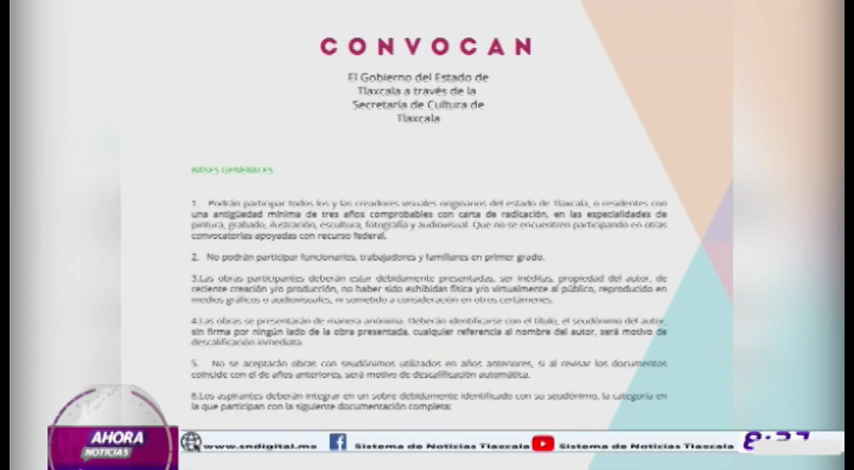 CONVOCAN
El Gobierno del Estado de
Tlaxcala a través de la
Secretaría de Cultura de
Tlaxcala
BASES GENERALES
1. Podrán participar todos los y las creadores visuales originarios del estado de Tlaxcala, o residentes con
una antigüedad mínima de tres años comprobables con carta de radicación, en las especialidades de
pintura, grabado, ilustración, escultura, fotografía y audiovisual. Que no se encuentren participando en otras
convocatorias apoyadas con recurso federal.
2. No podrán participar funcionarios, trabajadores y familiares en primer grado.
3.Las obras participantes deberán estar debidamente presentadas, ser inéditas, propiedad del autor, de
reciente creación y/o producción, no haber sido exhibidas física y/o virtualmente al público, reproducido en
medios gráficos o audiovisuales, ni sometido a consideración en otros certámenes.
4.Las obras se presentarán de manera anónima. Deberán identificarse con el título, el seudónimo del autor,
sin firma por ningún lado de la obra presentada, cualquier referencia al nombre del autor, será motivo de
descalificación inmediata.
5. No se aceptarán obras con seudónimos utilizados en años anteriores, si al revisar los documentos
coincide con el de años anteriores, será motivo de descalificación automática.
6.Los aspirantes deberán integrar en un sobre debidamente identificado con su seudónimo, la categoría en
la que participan con la siguiente documentación completa:
AHORA
NOTICIAS
www.sndigital.mx Sistema de Noticias Tlaxcala Sistema de Noticias Tlaxcala